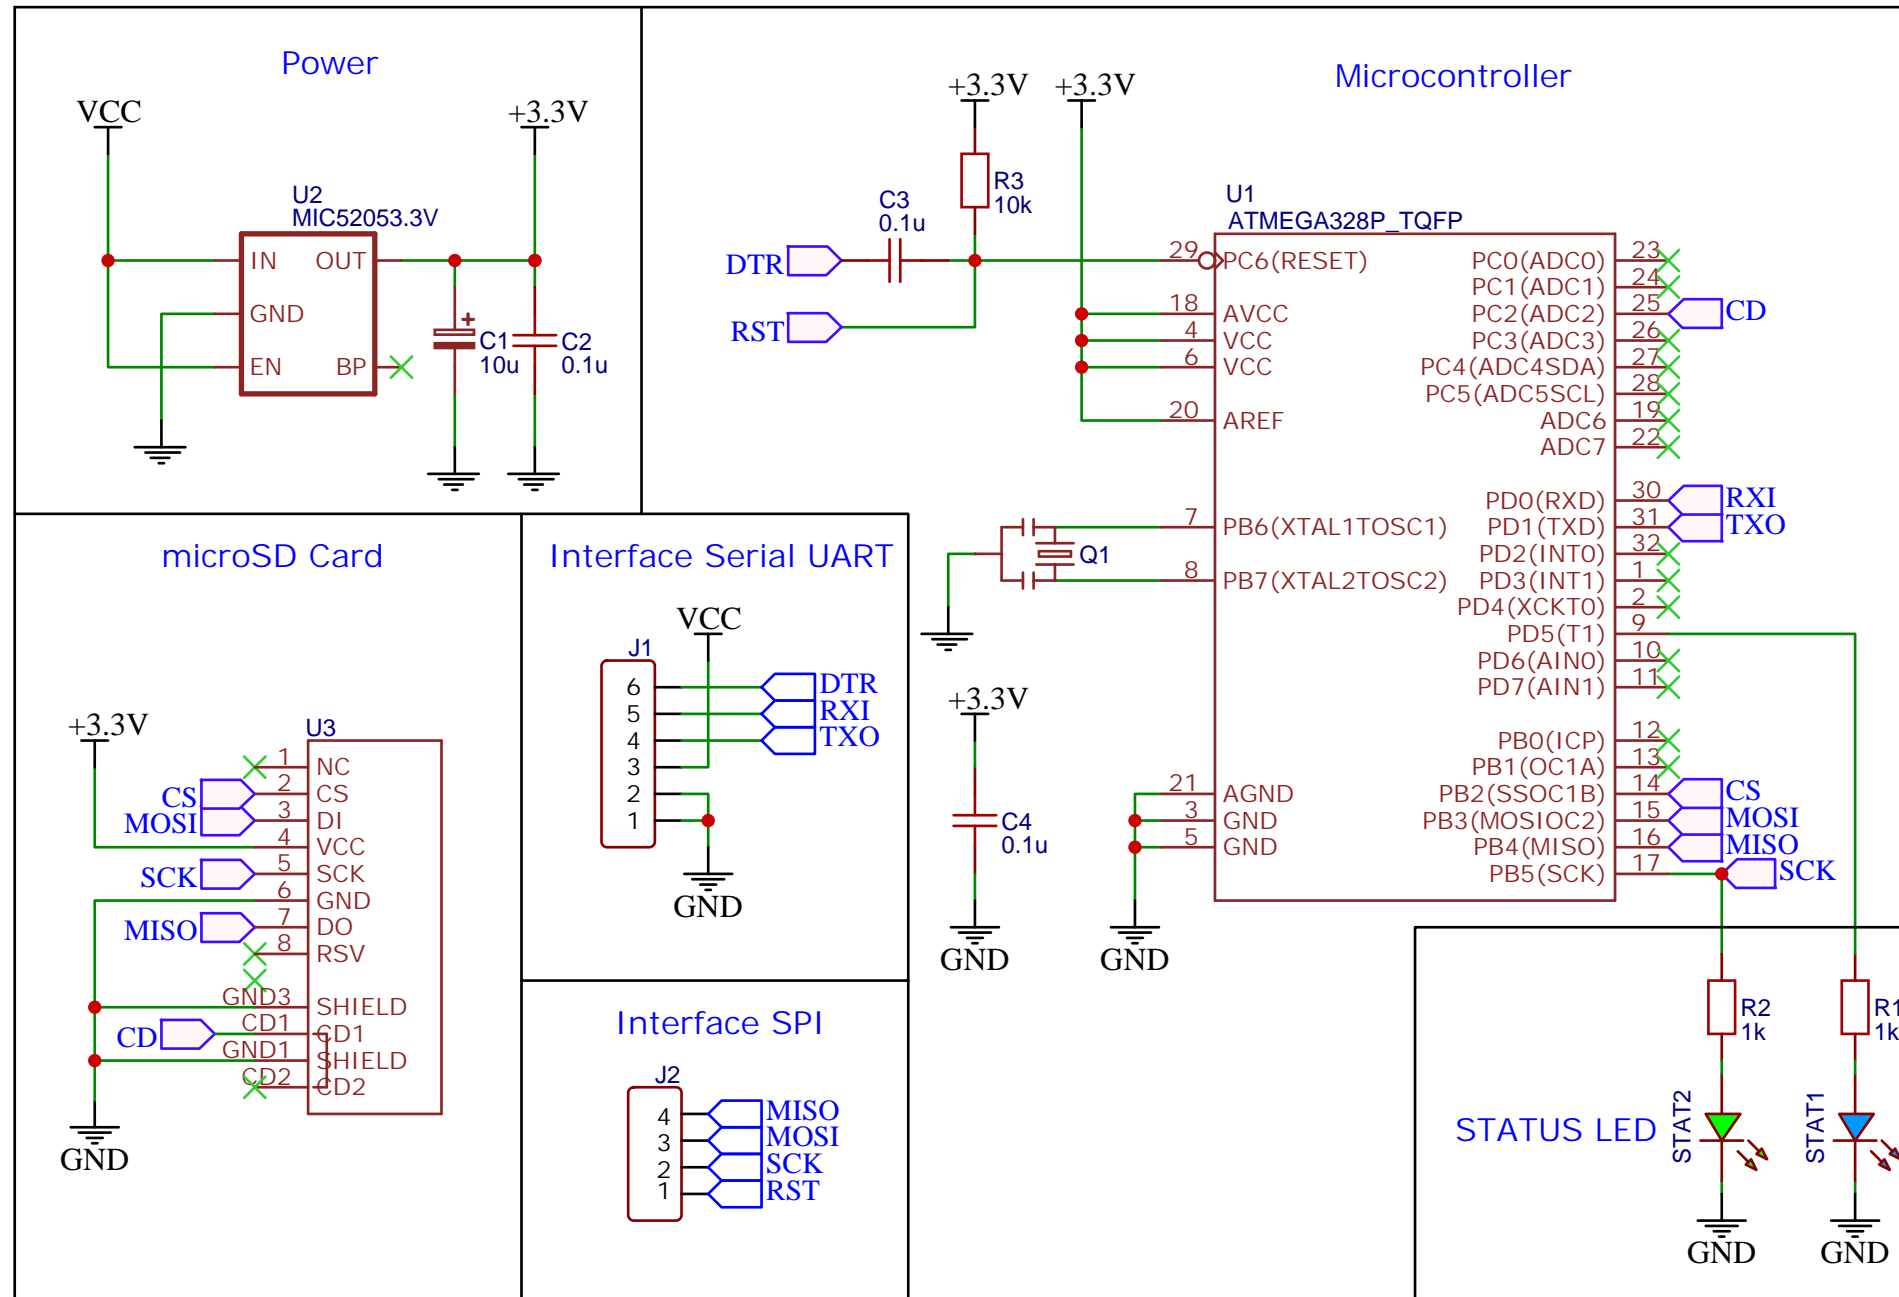 Power
VCC
+3.3V
U2
MIC52053.3V
IN
OUT
GND
EN
BP
+
C1
10u
C2
0.1u
Microcontroller
+3.3V
+3.3V
R3
10k
C3
0.1u
DTR
RST
U1
ATMEGA328P_TQFP
29 PC6(RESET)
18 AVCC
4 VCC
6 VCC
20 AREF
7 PB6(XTAL1TOSC1)
8 PB7(XTAL2TOSC2)
21 AGND
3 GND
5 GND
PC0(ADC0) 23
PC1(ADC1) 24
PC2(ADC2) 25 CD
PC3(ADC3) 26
PC4(ADC4SDA) 27
PC5(ADC5SCL) 28
ADC6 19
ADC7 22
PD0(RXD) 30 RXI
PD1(TXD) 31 TXO
PD2(INT0) 32
PD3(INT1) 1
PD4(XCKT0) 2
PD5(T1) 9
PD6(AIN0) 10
PD7(AIN1) 11
PB0(ICP) 12
PB1(OC1A) 13
PB2(SSOC1B) 14 CS
PB3(MOSIOC2) 15 MOSI
PB4(MISO) 16 MISO
PB5(SCK) 17 SCK
Q1
+3.3V
C4
0.1u
GND
GND
microSD Card
+3.3V
U3
1 NC
CS 2 CS
MOSI 3 DI
4 VCC
SCK 5 SCK
6 GND
MISO 7 DO
8 RSV
GND3 SHIELD
CD CD1 CD1
GND1 SHIELD
CD2 CD2
GND
Interface Serial UART
VCC
J1
6 DTR
5 RXI
4 TXO
3
2
1
GND
Interface SPI
J2
4 MISO
3 MOSI
2 SCK
1 RST
STATUS LED
R2
1k
R1
1k
STAT2
STAT1
GND
GND